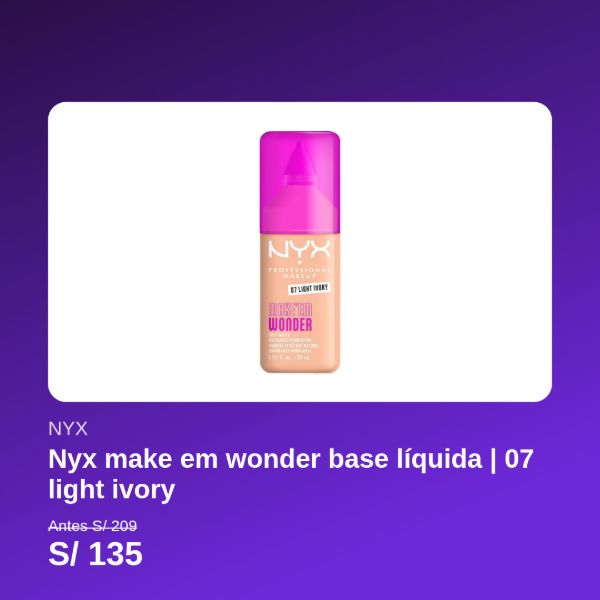 NYX
PROFESSIONAL
MAKEUP
07 LIGHT IVORY
MAKE'EM
WONDER
NYX
Nyx make em wonder base líquida | 07
light ivory
Antes S/ 209
S/ 135